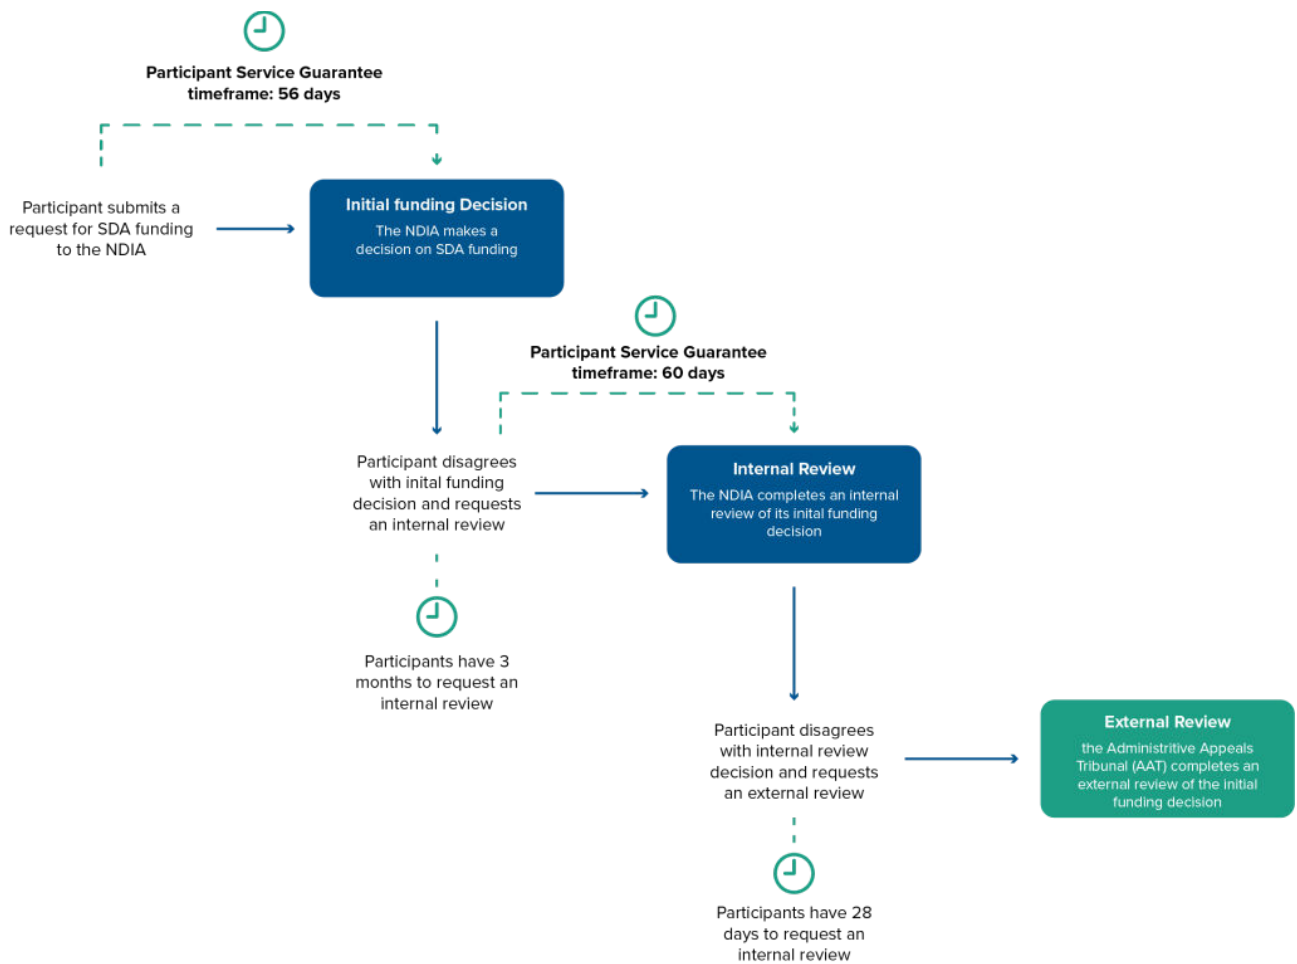 Participant Service Guarantee
timeframe: 56 days
Participant submits a
request for SDA funding
to the NDIA
Initial funding Decision
The NDIA makes a
decision on SDA funding
Participant Service Guarantee
timeframe: 60 days
Participant disagrees
with inital funding
decision and requests
an internal review
Internal Review
The NDIA completes an internal
review of its inital funding
decision
Participants have 3
months to request an
internal review
Participant disagrees
with internal review
decision and requests
an external review
External Review
the Administritive Appeals
Tribunal (AAT) completes an
external review of the initial
funding decision
Participants have 28
days to request an
internal review